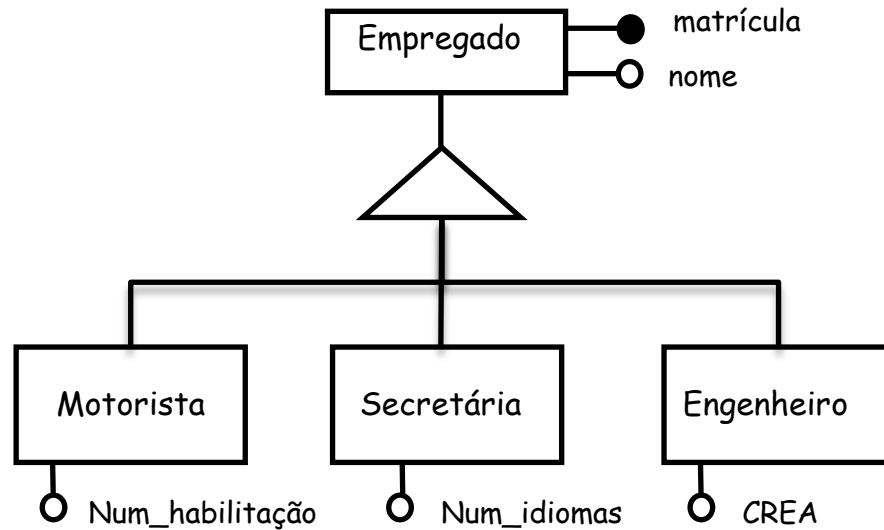 Empregado
matrícula
nome
Motorista
Secretária
Engenheiro
Num_habilitação
Num_idiomas
CREA